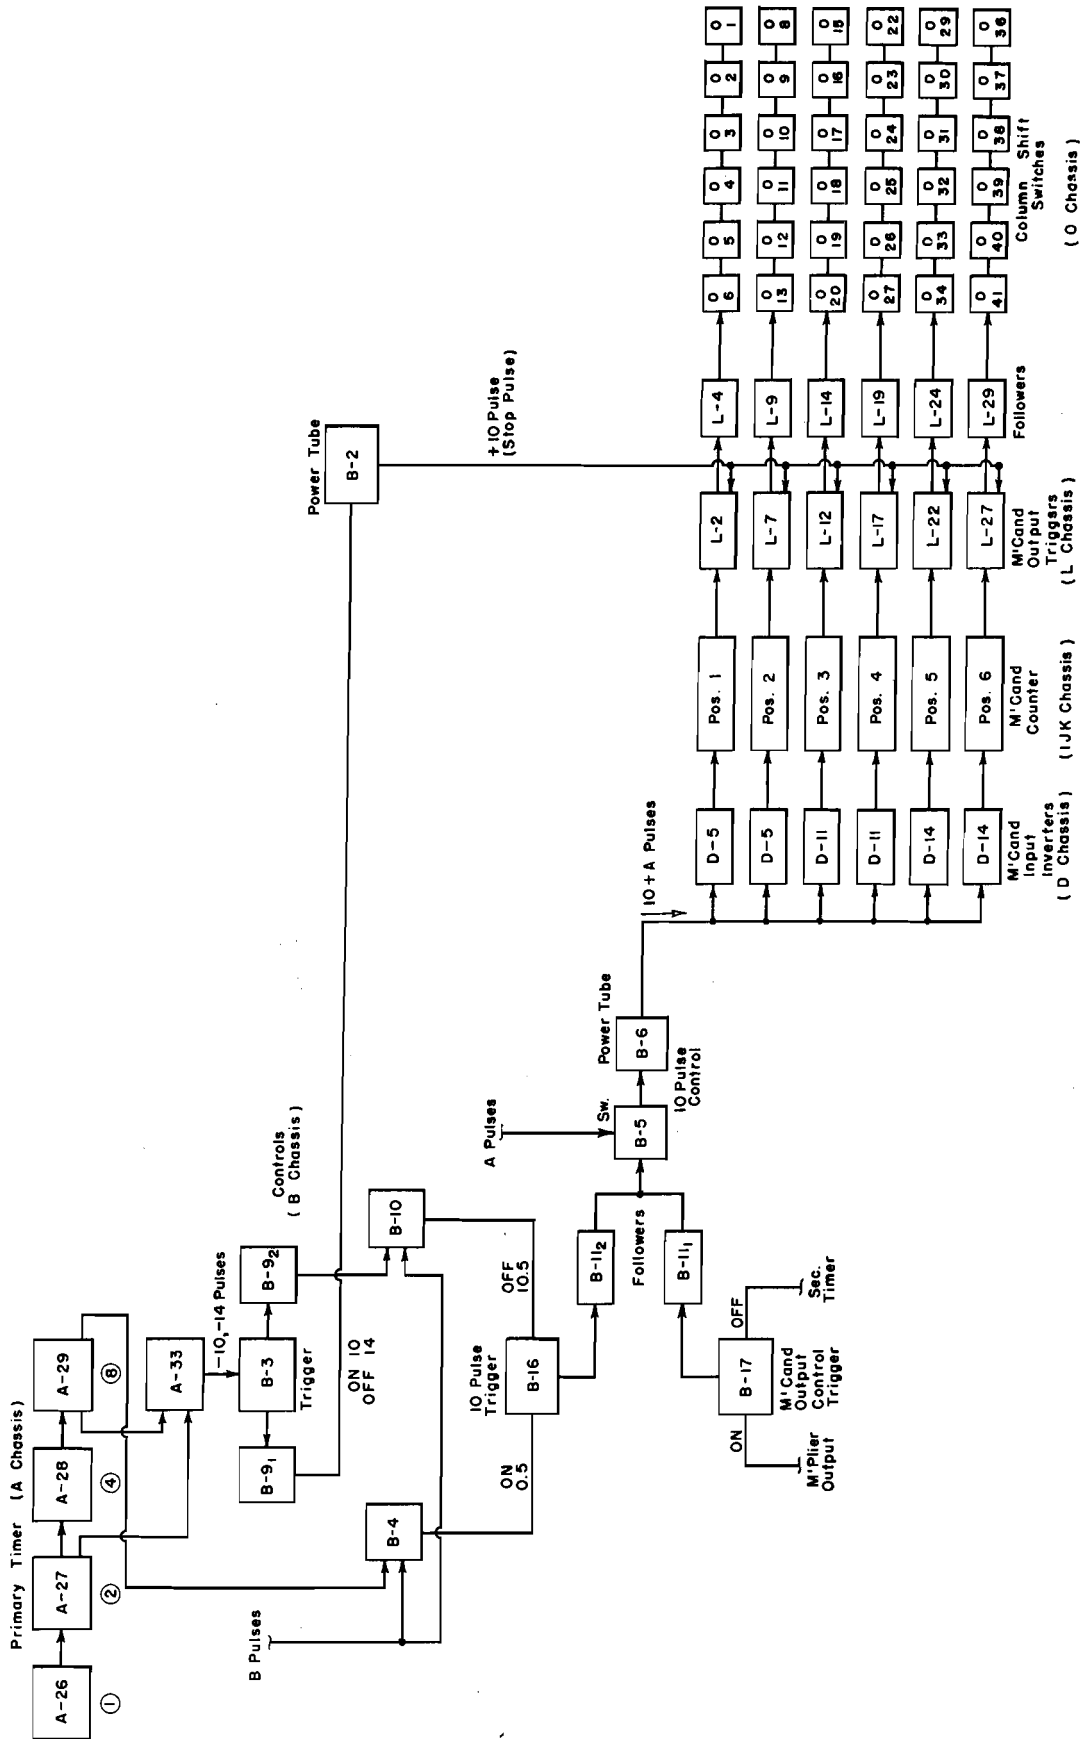 Primary Timer (A Chassis)
A-26
A-27
A-28
A-29
1
2
4
8
A-33
-10,-14 Pulses
B-9₁
B-3
B-9₂
Trigger
ON 10
OFF 14
Controls
(B Chassis)
Power Tube
B-2
+10 Pulse
(Stop Pulse)
B Pulses
B-4
B-10
ON
0.5
OFF
10.5
10 Pulse
Trigger
B-16
B-11₂
Followers
B-11₁
M'Plier
Output
ON
B-17
OFF
Sec.
Timer
M'Cand
Output
Control
Trigger
A Pulses
Sw.
B-5
Power Tube
B-6
10 Pulse
Control
10+A Pulses
D-5
Pos. 1
L-2
L-4
O 6
O 5
O 4
O 3
O 2
O 1
D-5
Pos. 2
L-7
L-9
O 13
O 12
O 11
O 10
O 9
O 8
D-11
Pos. 3
L-12
L-14
O 20
O 19
O 18
O 17
O 16
O 15
D-11
Pos. 4
L-17
L-19
O 27
O 26
O 25
O 24
O 23
O 22
D-14
Pos. 5
L-22
L-24
O 34
O 33
O 32
O 31
O 30
O 29
D-14
Pos. 6
L-27
L-29
O 41
O 40
O 39
O 38
O 37
O 36
M'Cand
Input
Inverters
(D Chassis)
M'Cand
Counter
(IJK Chassis)
M'Cand
Output
Triggsrs
(L Chassis)
Followers
Column Shift
Switches
(O Chassis)